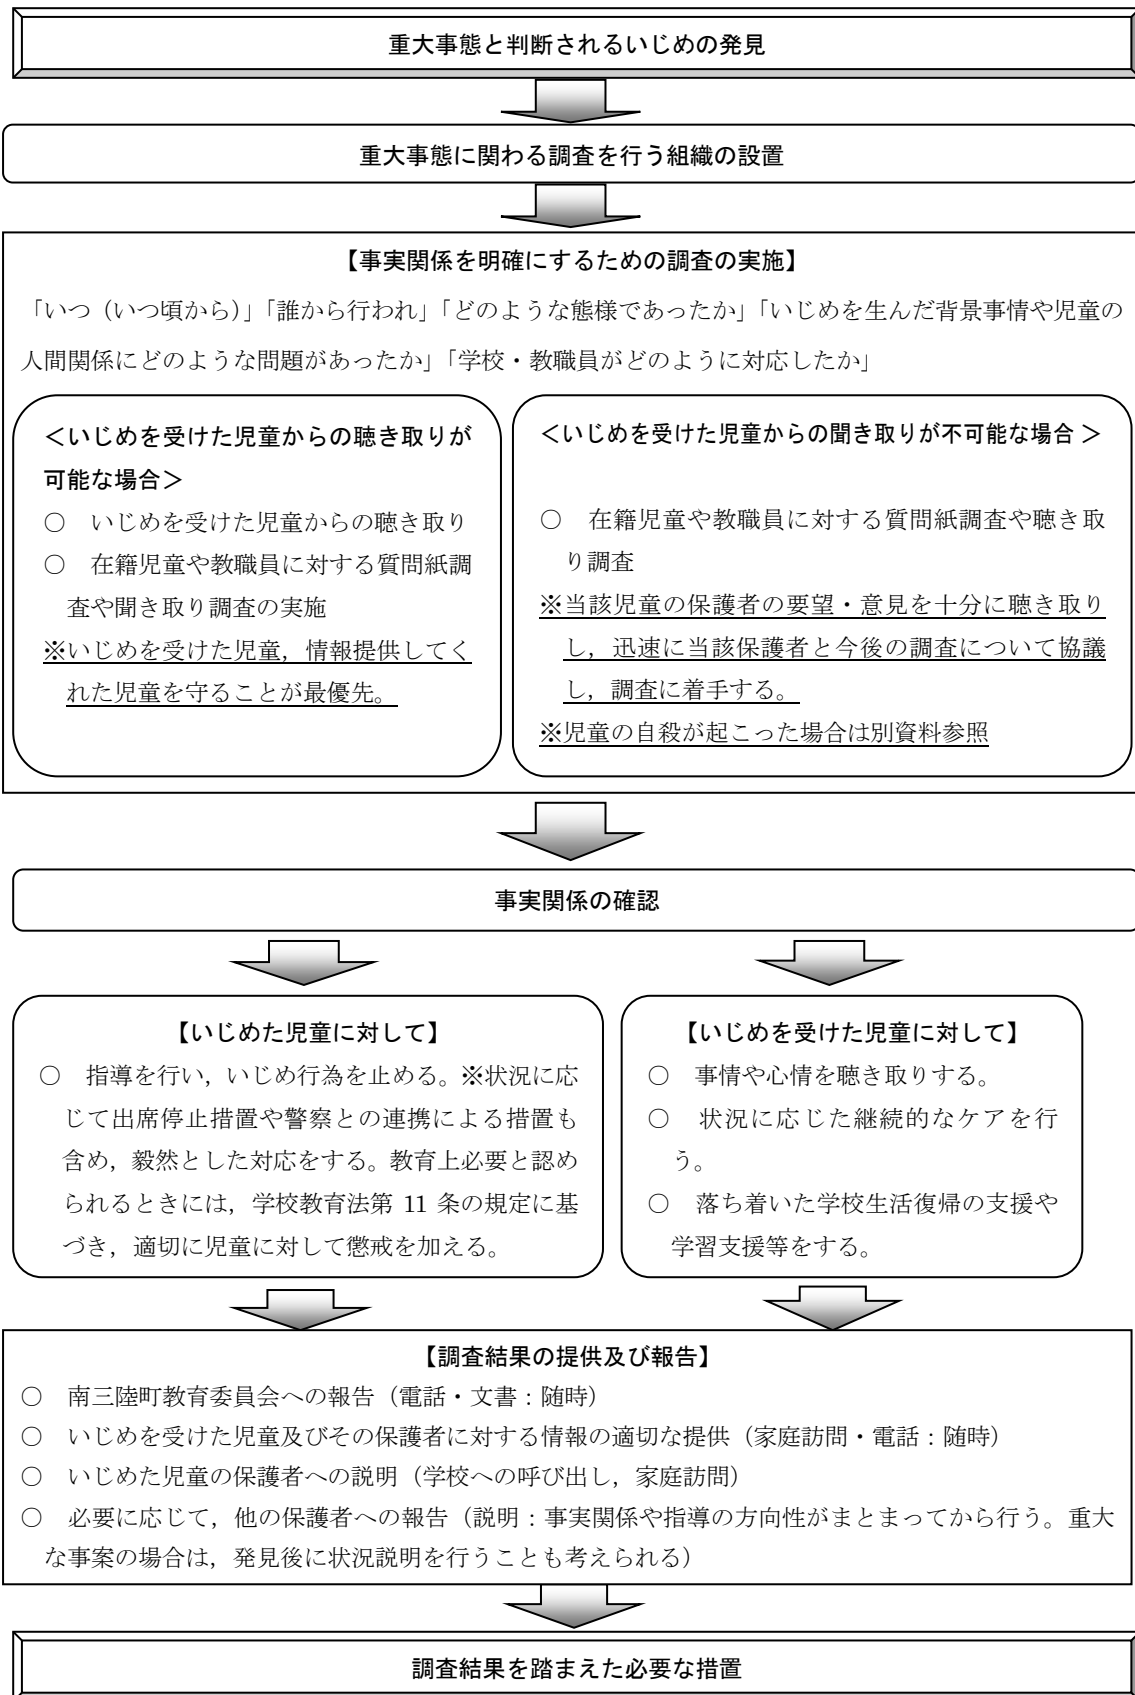 重大事態と判断されるいじめの発見
重大事態に関わる調査を行う組織の設置
【事実関係を明確にするための調査の実施】
「いつ（いつ頃から）」「誰から行われ」「どのような態様であったか」「いじめを生んだ背景事情や児童の
人間関係にどのような問題があったか」「学校・教職員がどのように対応したか」
＜いじめを受けた児童からの聴き取りが
可能な場合＞
○　いじめを受けた児童からの聴き取り
○　在籍児童や教職員に対する質問紙調
査や聞き取り調査の実施
※いじめを受けた児童，情報提供してく
れた児童を守ることが最優先。
＜いじめを受けた児童からの聞き取りが不可能な場合 ＞
○　在籍児童や教職員に対する質問紙調査や聴き取
り調査
※当該児童の保護者の要望・意見を十分に聴き取り
し，迅速に当該保護者と今後の調査について協議
し，調査に着手する。
※児童の自殺が起こった場合は別資料参照
事実関係の確認
【いじめた児童に対して】
○　指導を行い，いじめ行為を止める。※状況に応
じて出席停止措置や警察との連携による措置も
含め，毅然とした対応をする。教育上必要と認め
られるときには，学校教育法第 11 条の規定に基
づき，適切に児童に対して懲戒を加える。
【いじめを受けた児童に対して】
○　事情や心情を聴き取りする。
○　状況に応じた継続的なケアを行
う。
○　落ち着いた学校生活復帰の支援や
学習支援等をする。
【調査結果の提供及び報告】
○　南三陸町教育委員会への報告（電話・文書：随時）
○　いじめを受けた児童及びその保護者に対する情報の適切な提供（家庭訪問・電話：随時）
○　いじめた児童の保護者への説明（学校への呼び出し，家庭訪問）
○　必要に応じて，他の保護者への報告（説明：事実関係や指導の方向性がまとまってから行う。重大
な事案の場合は，発見後に状況説明を行うことも考えられる）
調査結果を踏まえた必要な措置